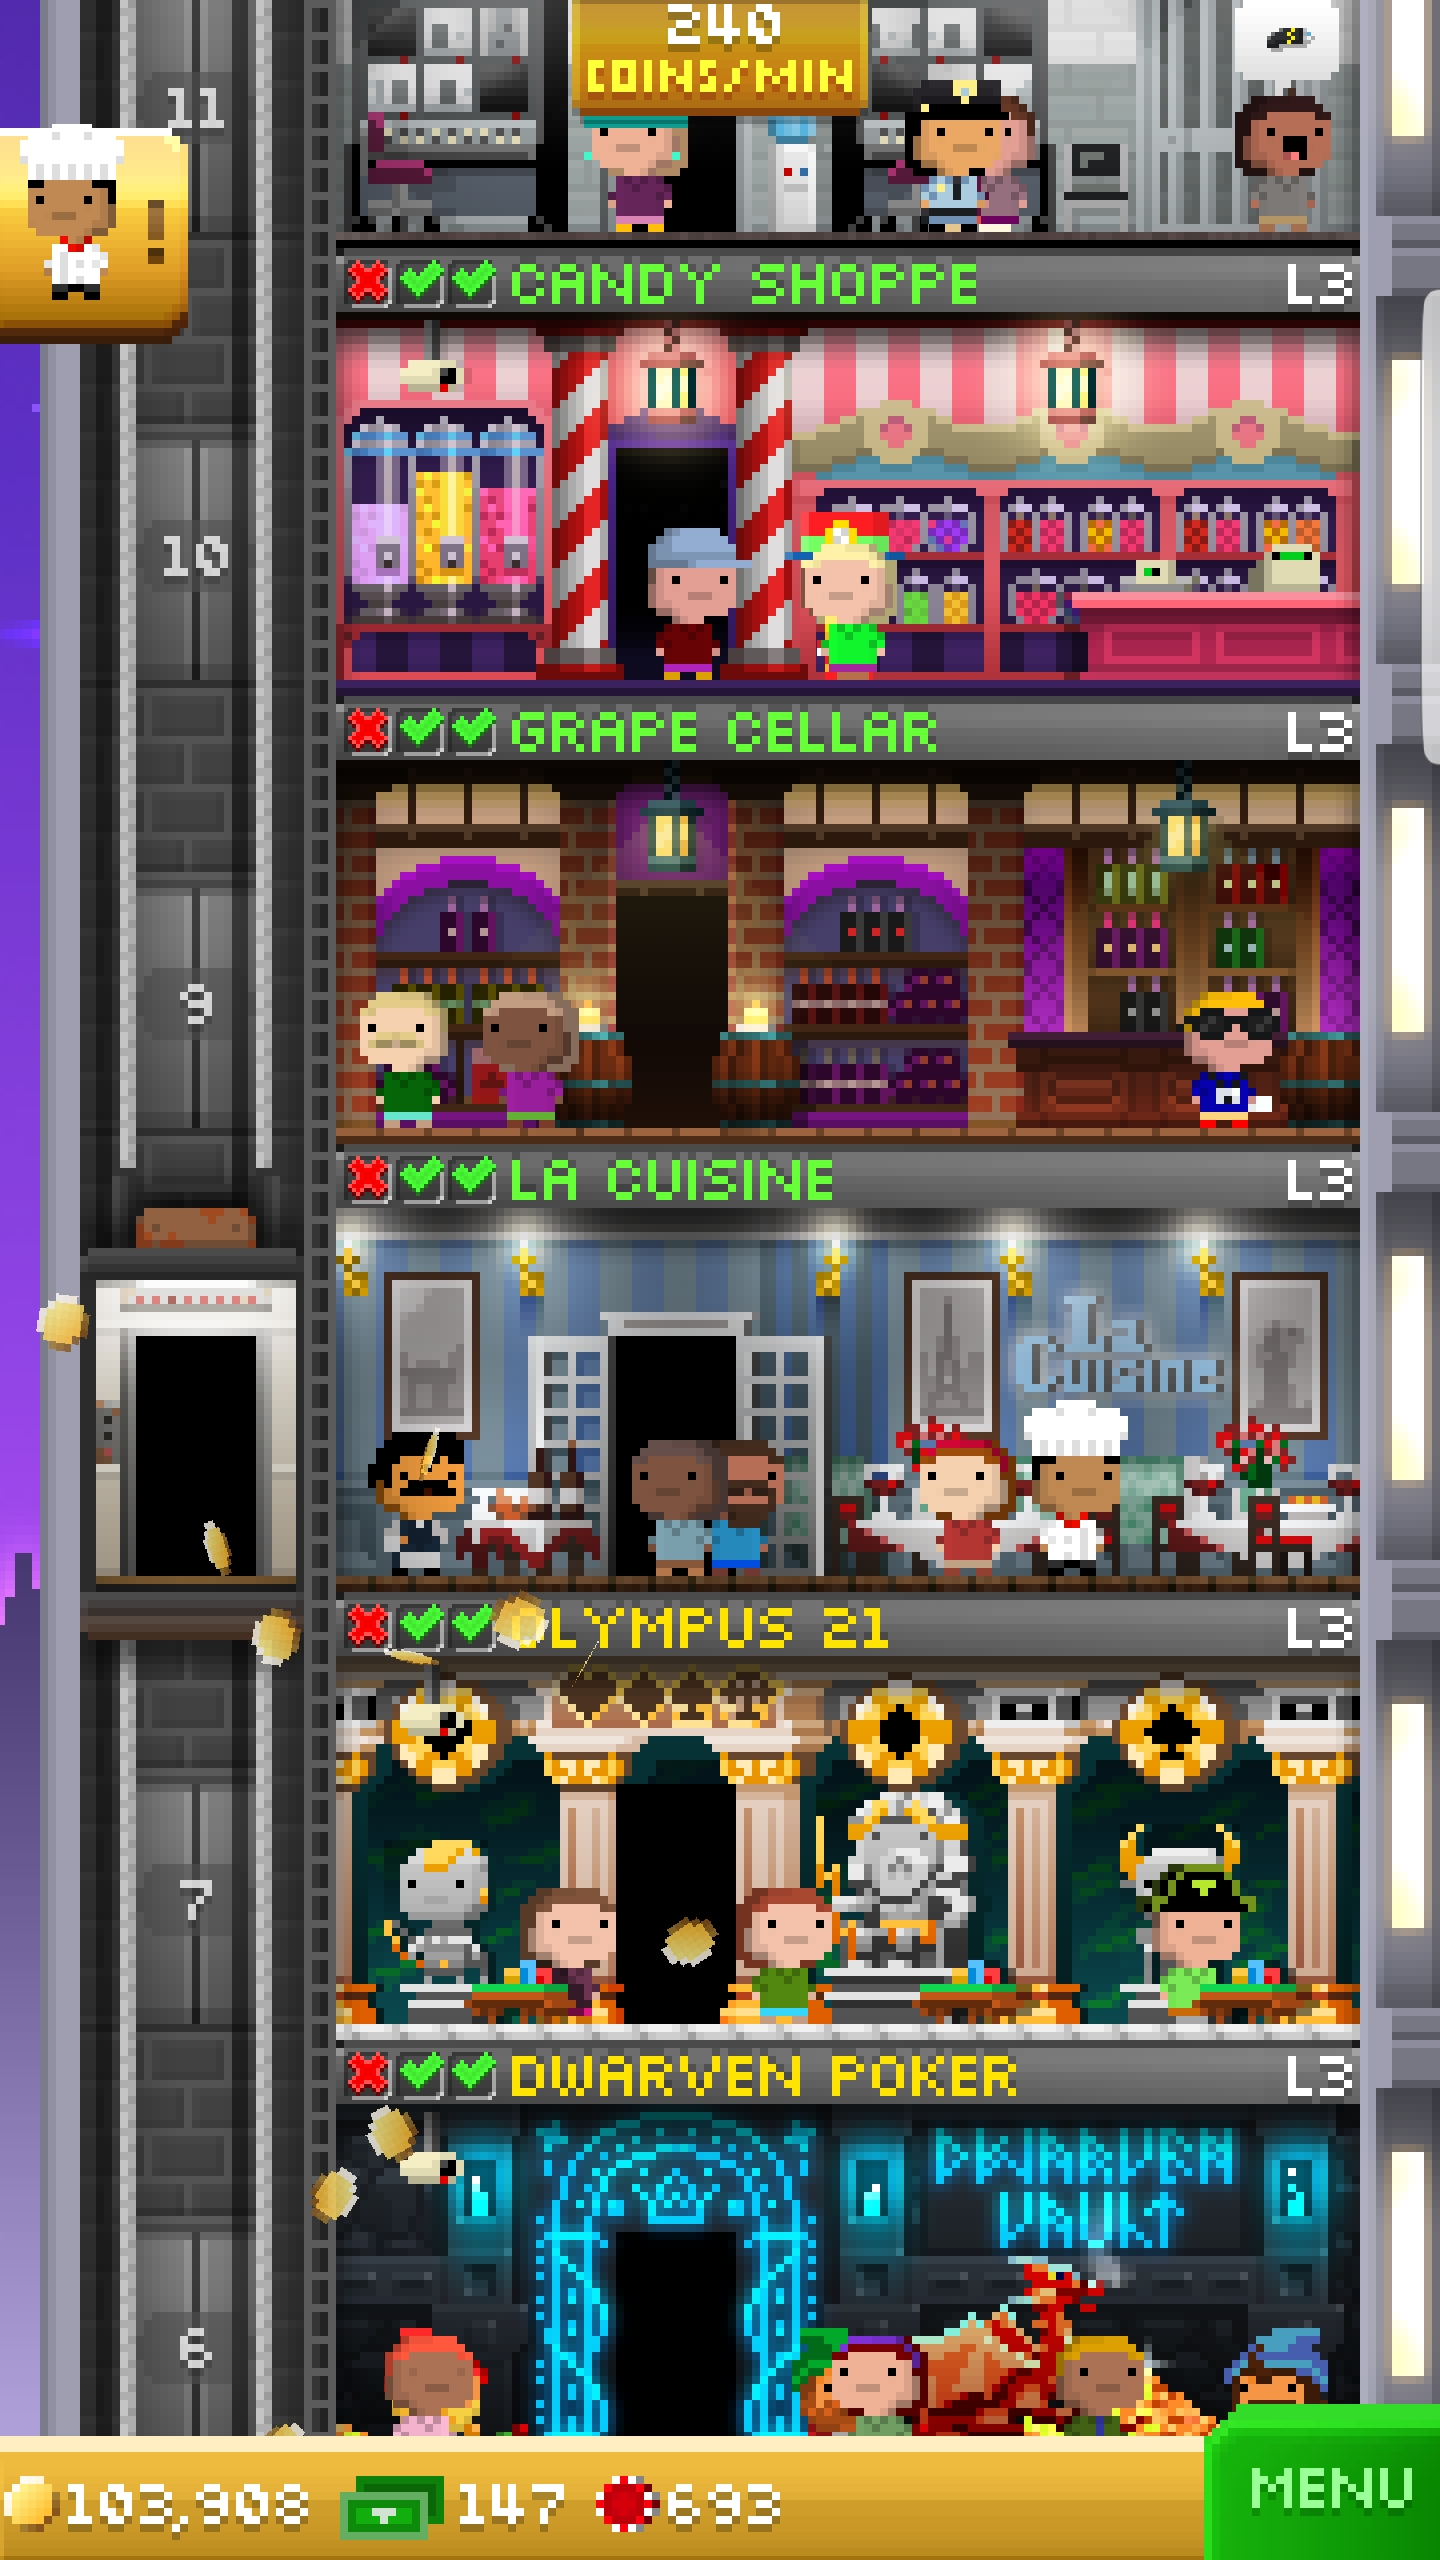 240
COINS/MIN
11
CANDY SHOPPE L3
10
GRAPE CELLAR L3
9
LA CUISINE L3
La
Cuisine
OLYMPUS 21 L3
7
DWARVEN POKER L3
DWARVEN
VAULT
6
103,908 147 693
MENU